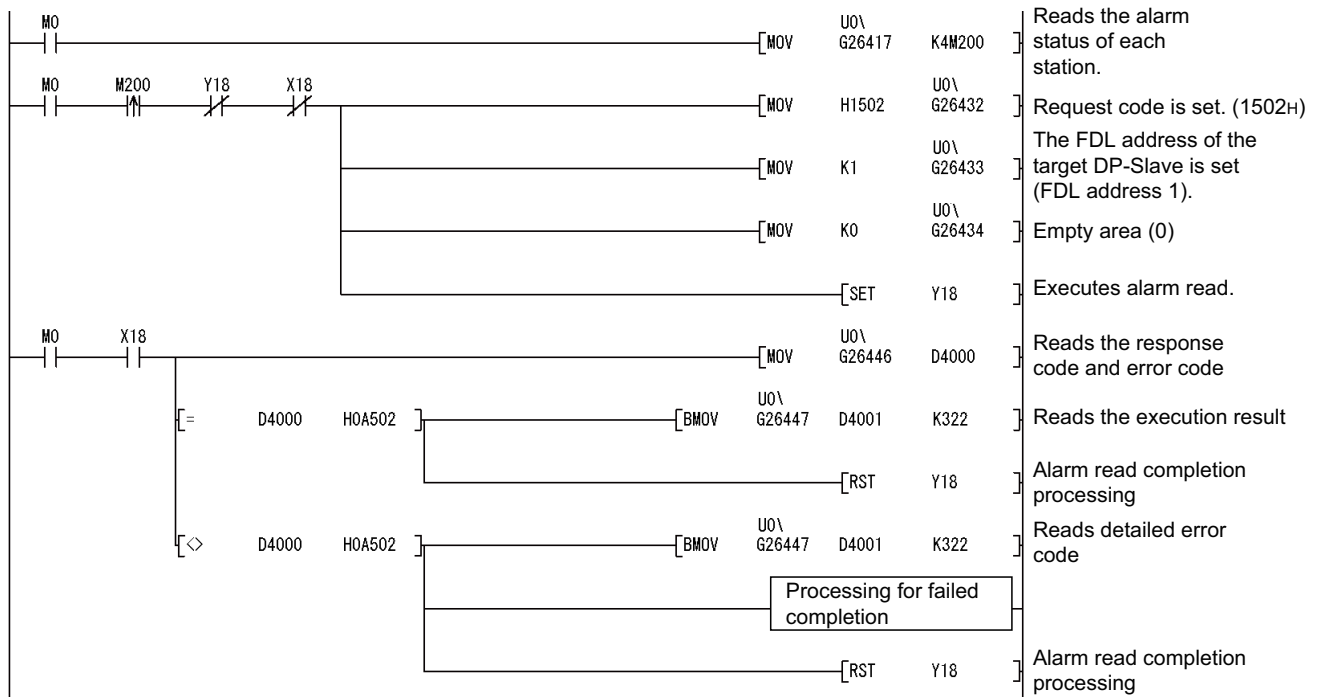 M0
U0\
[MOV G26417 K4M200 ]
Reads the alarm
status of each
station.
M0 M200 Y18 X18
U0\
[MOV H1502 G26432 ]
Request code is set. (1502H)
U0\
[MOV K1 G26433 ]
The FDL address of the
target DP-Slave is set
(FDL address 1).
U0\
[MOV K0 G26434 ]
Empty area (0)
[SET Y18 ]
Executes alarm read.
M0 X18
U0\
[MOV G26446 D4000 ]
Reads the response
code and error code
[= D4000 H0A502 ]
U0\
[BMOV G26447 D4001 K322 ]
Reads the execution result
[RST Y18 ]
Alarm read completion
processing
[<> D4000 H0A502 ]
U0\
[BMOV G26447 D4001 K322 ]
Reads detailed error
code
Processing for failed
completion
[RST Y18 ]
Alarm read completion
processing